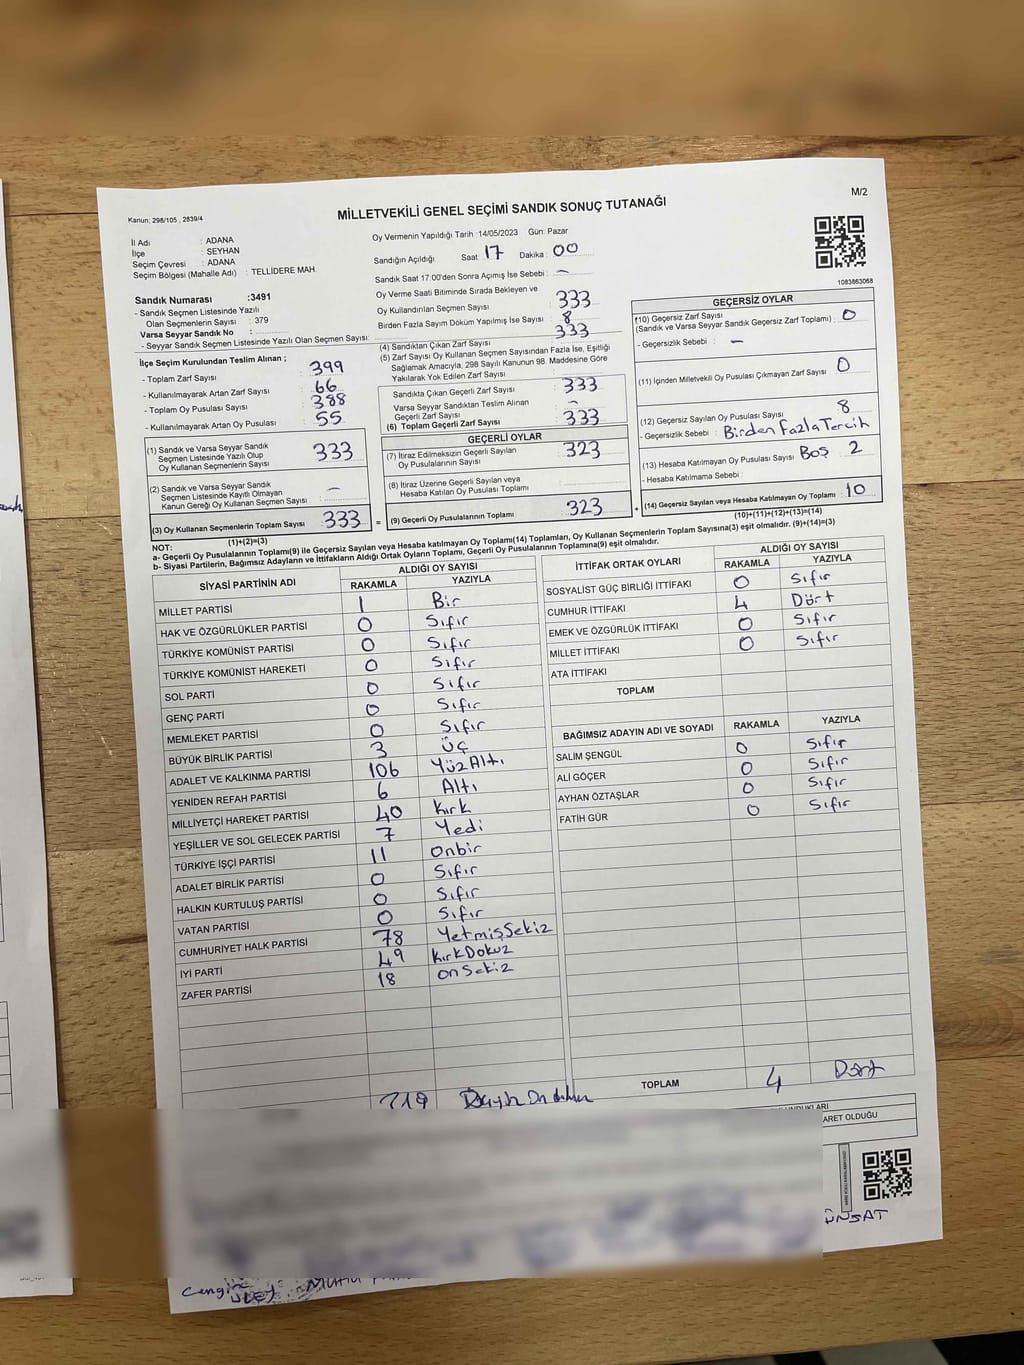 M/2
Kanun: 298/105 , 2839/4
MİLLETVEKİLİ GENEL SEÇİMİ SANDIK SONUÇ TUTANAĞI
İl Adı : ADANA
İlçe : SEYHAN
Seçim Çevresi : ADANA
Seçim Bölgesi (Mahalle Adı) : TELLİDERE MAH.
Sandık Numarası :3491
- Sandık Seçmen Listesinde Yazılı
Olan Seçmenlerin Sayısı : 379
Varsa Seyyar Sandık No :
- Seyyar Sandık Seçmen Listesinde Yazılı Olan Seçmen Sayısı:
Oy Vermenin Yapıldığı Tarih :14/05/2023 Gün: Pazar
Sandığın Açıldığı Saat: 17 Dakika : 00
Sandık Saat 17:00'den Sonra Açımış İse Sebebi : —
Oy Verme Saati Bitiminde Sırada Bekleyen ve
Oy Kullandırılan Seçmen Sayısı 333
Birden Fazla Sayım Döküm Yapılmış İse Sayısı : 8
1083863068
İlçe Seçim Kurulundan Teslim Alınan ;
- Toplam Zarf Sayısı 399
- Kullanılmayarak Artan Zarf Sayısı 66
- Toplam Oy Pusulası Sayısı 388
- Kullanılmayarak Artan Oy Pusulası 55
(1) Sandık ve Varsa Seyyar Sandık
Seçmen Listesinde Yazılı Olup
Oy Kullanan Seçmenlerin Sayısı 333
(2) Sandık ve Varsa Seyyar Sandık
Seçmen Listesinde Kayıtlı Olmayan
Kanun Gereği Oy Kullanan Seçmen Sayısı —
(3) Oy Kullanan Seçmenlerin Toplam Sayısı 333 =
(1)+(2)=(3)
(4) Sandıktan Çıkan Zarf Sayısı 333
(5) Zarf Sayısı Oy Kullanan Seçmen Sayısından Fazla İse, Eşitliği
Sağlamak Amacıyla, 298 Sayılı Kanunun 98. Maddesine Göre
Yakılarak Yok Edilen Zarf Sayısı
Sandıkta Çıkan Geçerli Zarf Sayısı 333
Varsa Seyyar Sandıktan Teslim Alınan
Geçerli Zarf Sayısı —
(6) Toplam Geçerli Zarf Sayısı 333
GEÇERLİ OYLAR
(7) İtiraz Edilmeksizin Geçerli Sayılan
Oy Pusulalarının Sayısı 323
(8) İtiraz Üzerine Geçerli Sayılan veya
Hesaba Katılan Oy Pusulası Toplamı
(9) Geçerli Oy Pusulalarının Toplamı 323 +
GEÇERSİZ OYLAR
(10) Geçersiz Zarf Sayısı
(Sandık ve Varsa Seyyar Sandık Geçersiz Zarf Toplamı) : 0
- Geçersizlik Sebebi : —
(11) İçinden Milletvekili Oy Pusulası Çıkmayan Zarf Sayısı 0
(12) Geçersiz Sayılan Oy Pusulası Sayısı 8
- Geçersizlik Sebebi : Birden Fazla Tercih
(13) Hesaba Katılmayan Oy Pusulası Sayısı Boş 2
- Hesaba Katılmama Sebebi :
(14) Geçersiz Sayılan veya Hesaba Katılmayan Oy Toplamı 10
(10)+(11)+(12)+(13)=(14)
NOT:
a- Geçerli Oy Pusulalarının Toplamı(9) ile Geçersiz Sayılan veya Hesaba katılmayan Oy Toplamı(14) Toplamları, Oy Kullanan Seçmenlerin Toplam Sayısına(3) eşit olmalıdır. (9)+(14)=(3)
b- Siyasi Partilerin, Bağımsız Adayların ve İttifakların Aldığı Ortak Oyların Toplamı, Geçerli Oy Pusulalarının Toplamına(9) eşit olmalıdır.
SİYASİ PARTİNİN ADI ALDIĞI OY SAYISI
RAKAMLA YAZIYLA
MİLLET PARTİSİ 1 Bir
HAK VE ÖZGÜRLÜKLER PARTİSİ 0 Sıfır
TÜRKİYE KOMÜNİST PARTİSİ 0 Sıfır
TÜRKİYE KOMÜNİST HAREKETİ 0 Sıfır
SOL PARTİ 0 Sıfır
GENÇ PARTİ 0 Sıfır
MEMLEKET PARTİSİ 0 Sıfır
BÜYÜK BİRLİK PARTİSİ 3 Üç
ADALET VE KALKINMA PARTİSİ 106 Yüz Altı
YENİDEN REFAH PARTİSİ 6 Altı
MİLLİYETÇİ HAREKET PARTİSİ 40 Kırk
YEŞİLLER VE SOL GELECEK PARTİSİ 7 Yedi
TÜRKİYE İŞÇİ PARTİSİ 11 onbir
ADALET BİRLİK PARTİSİ 0 Sıfır
HALKIN KURTULUŞ PARTİSİ 0 Sıfır
VATAN PARTİSİ 0 Sıfır
CUMHURİYET HALK PARTİSİ 78 Yetmiş Sekiz
İYİ PARTİ 49 Kırk Dokuz
ZAFER PARTİSİ 18 on Sekiz
İTTİFAK ORTAK OYLARI ALDIĞI OY SAYISI
RAKAMLA YAZIYLA
SOSYALİST GÜÇ BİRLİĞİ İTTİFAKI 0 Sıfır
CUMHUR İTTİFAKI 4 Dört
EMEK VE ÖZGÜRLÜK İTTİFAKI 0 Sıfır
MİLLET İTTİFAKI 0 Sıfır
ATA İTTİFAKI
TOPLAM
BAĞIMSIZ ADAYIN ADI VE SOYADI RAKAMLA YAZIYLA
SALİM ŞENGÜL 0 Sıfır
ALİ GÖÇER 0 Sıfır
AYHAN ÖZTAŞLAR 0 Sıfır
FATİH GÜR 0 Sıfır
TOPLAM 4 Dört
ARET OLDUĞU